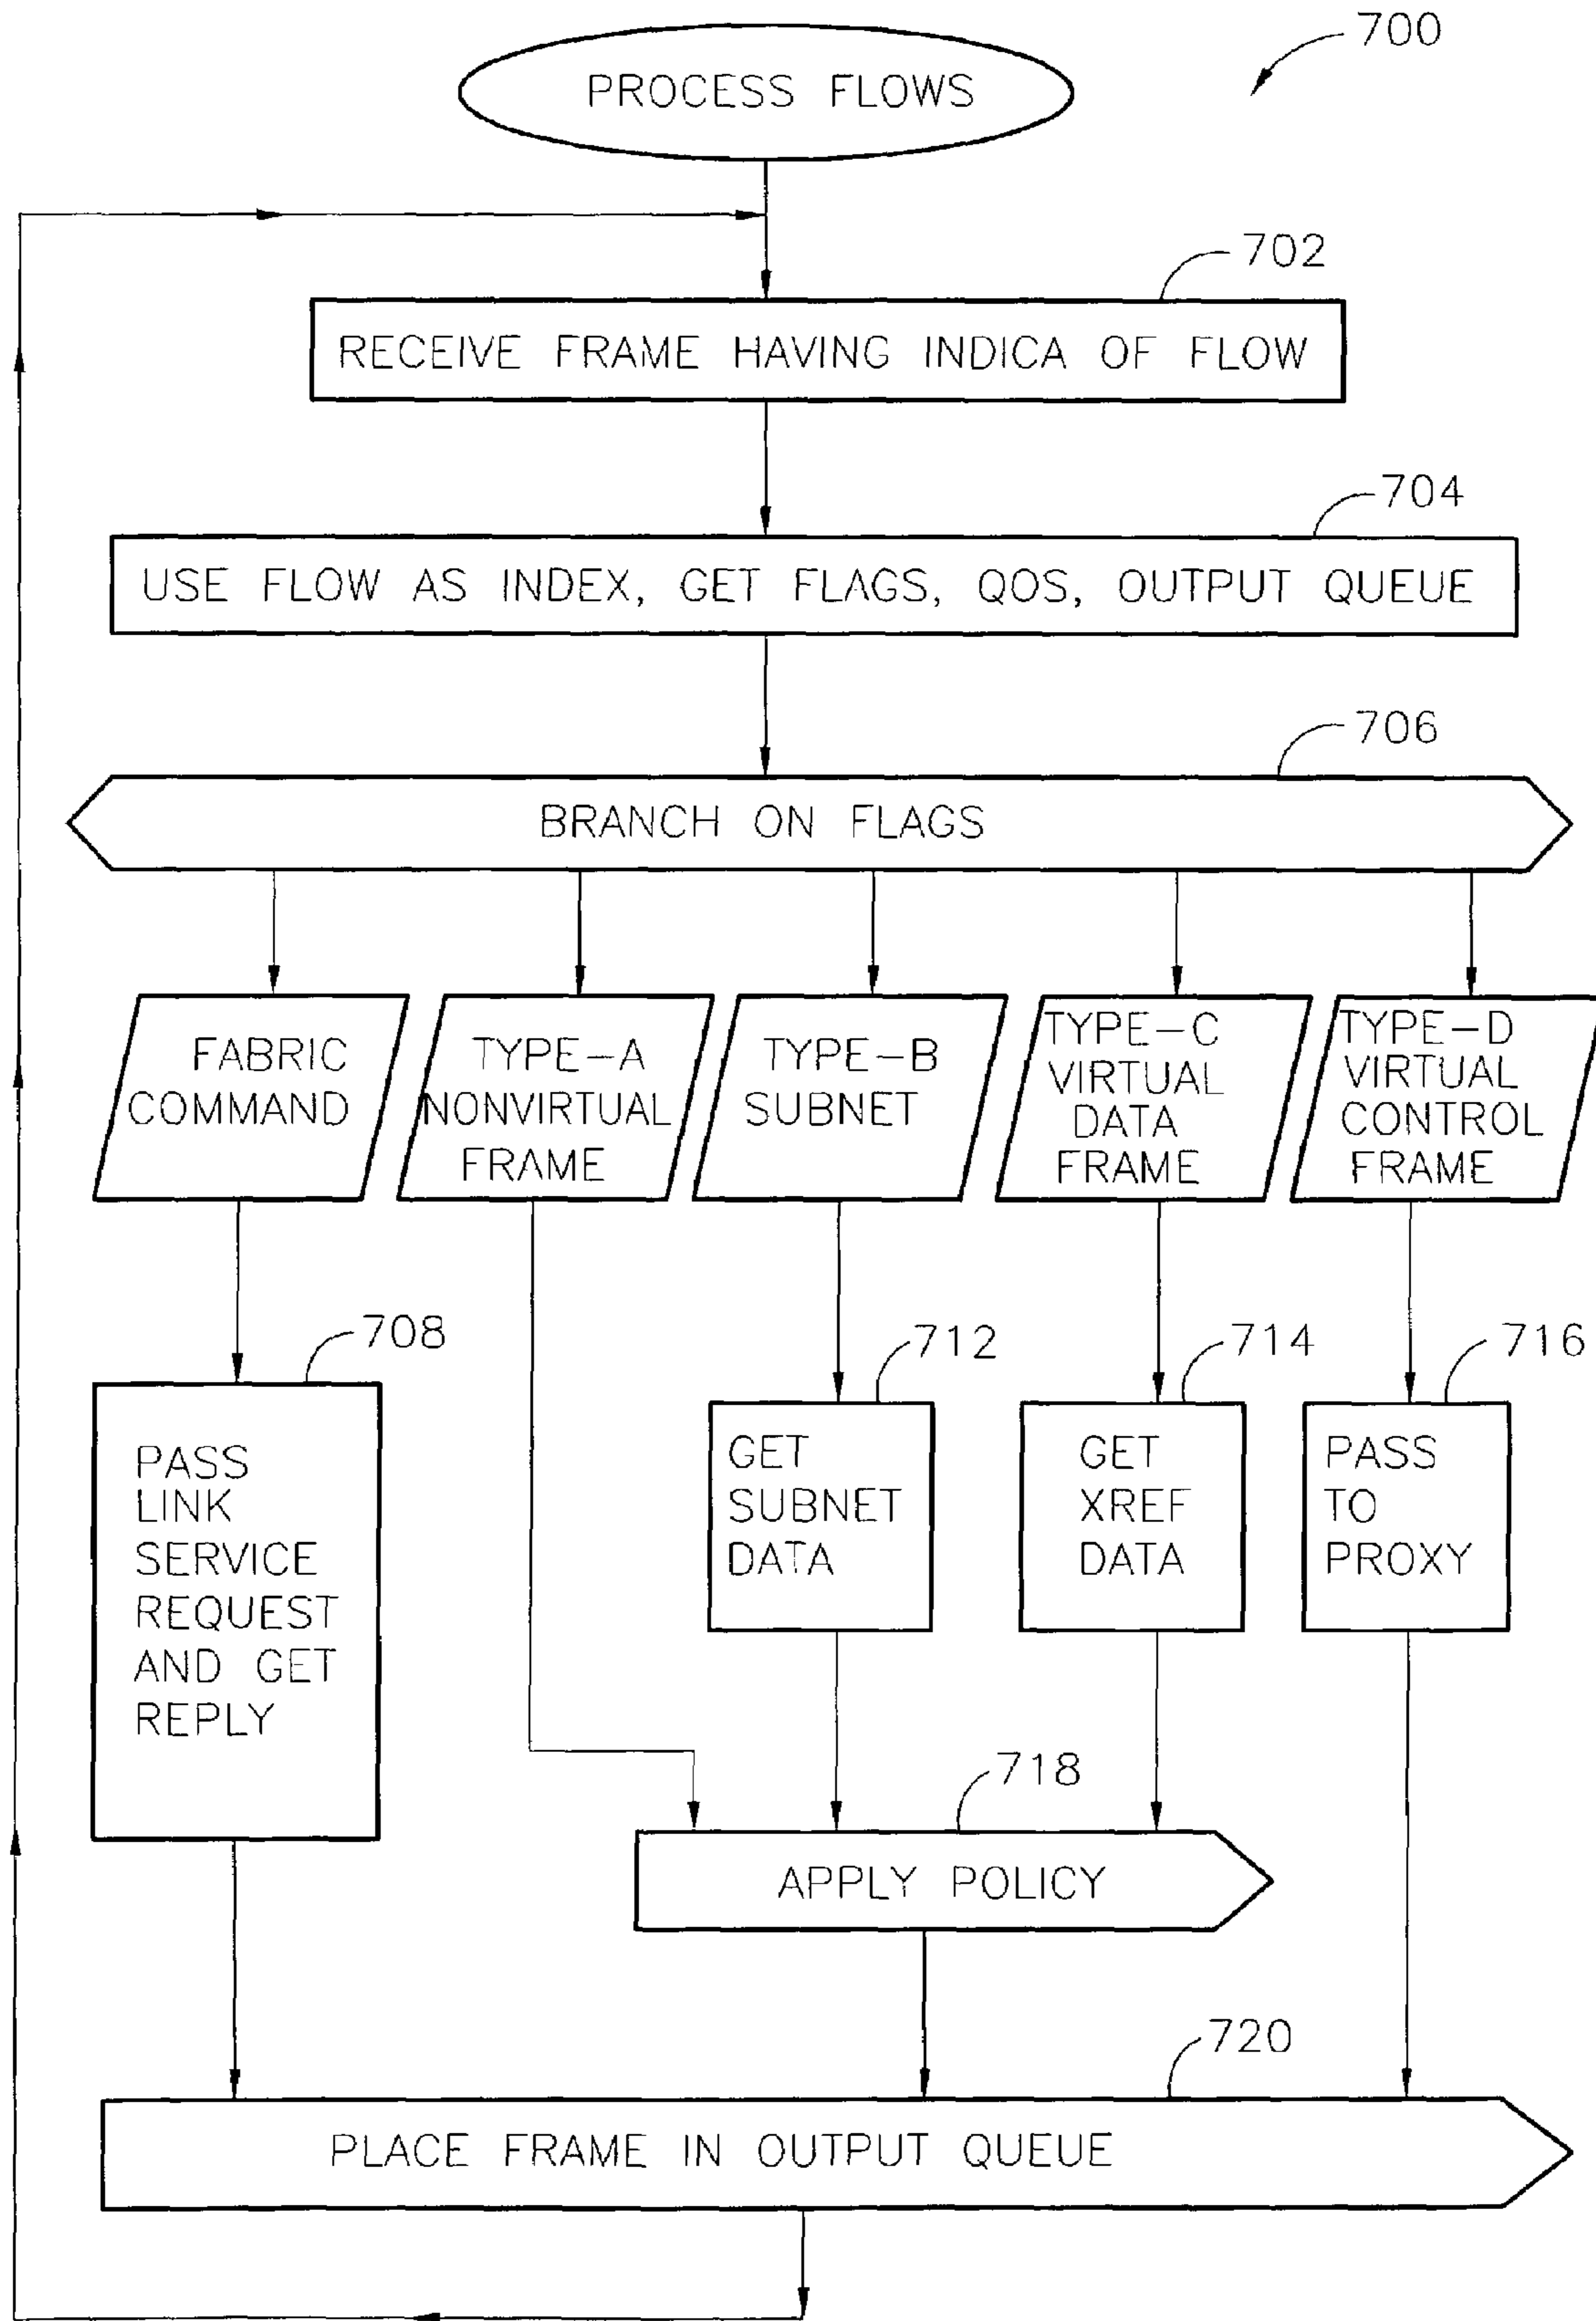 700
PROCESS FLOWS
702
RECEIVE FRAME HAVING INDICA OF FLOW
704
USE FLOW AS INDEX, GET FLAGS, QOS, OUTPUT QUEUE
706
BRANCH ON FLAGS
FABRIC
COMMAND
TYPE-A
NONVIRTUAL
FRAME
TYPE-B
SUBNET
TYPE-C
VIRTUAL
DATA
FRAME
TYPE-D
VIRTUAL
CONTROL
FRAME
708
PASS
LINK
SERVICE
REQUEST
AND GET
REPLY
712
GET
SUBNET
DATA
714
GET
XREF
DATA
716
PASS
TO
PROXY
718
APPLY POLICY
720
PLACE FRAME IN OUTPUT QUEUE